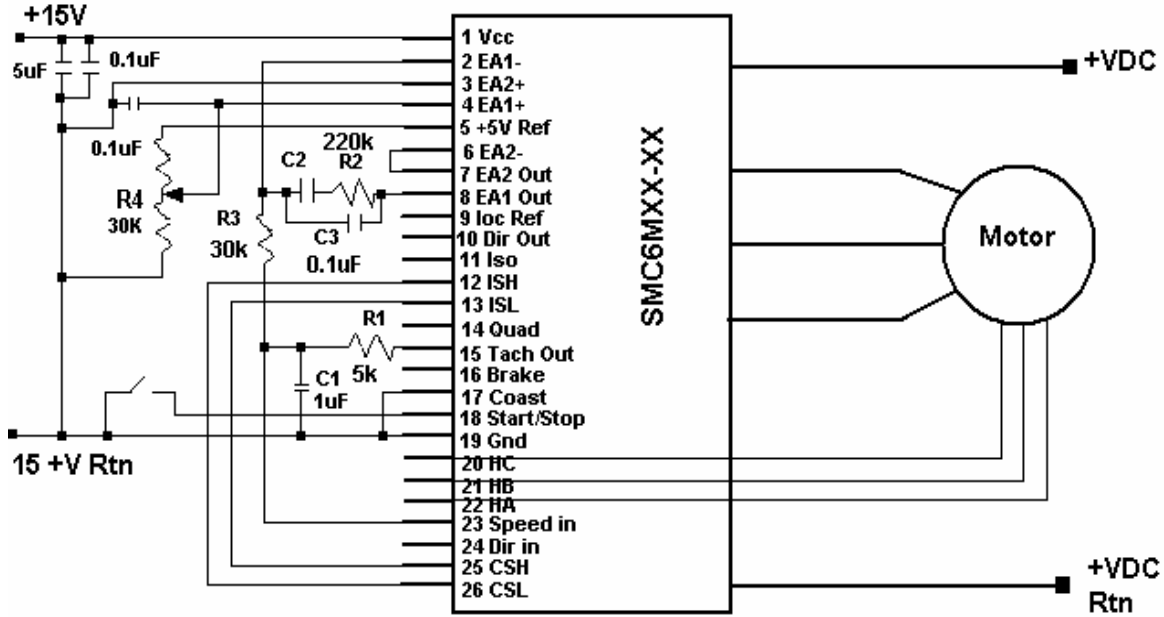 +15V
5uF
0.1uF
0.1uF
R4
30K
C2
220k
R2
R3
30k
C3
0.1uF
R1
5k
C1
1uF
15 +V Rtn
1 Vcc
2 EA1-
3 EA2+
4 EA1+
5 +5V Ref
6 EA2-
7 EA2 Out
8 EA1 Out
9 Ioc Ref
10 Dir Out
11 Iso
12 ISH
13 ISL
14 Quad
15 Tach Out
16 Brake
17 Coast
18 Start/Stop
19 Gnd
20 HC
21 HB
22 HA
23 Speed in
24 Dir in
25 CSH
26 CSL
SMC6MXX-XX
+VDC
Motor
+VDC
Rtn